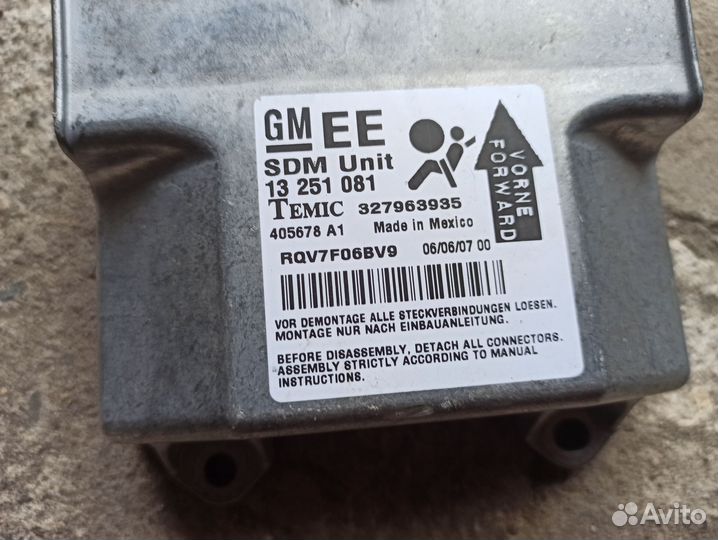 GM EE
SDM Unit
13 251 081
TEMIC 327963935
405678 A1 Made in Mexico
RQV7F06BV9 06/06/07 00
VORNE
FORWARD
VOR DEMONTAGE ALLE STECKVERBINDUNGEN LOESEN.
MONTAGE NUR NACH EINBAUANLEITUNG.
BEFORE DISASSEMBLY, DETACH ALL CONNECTORS.
ASSEMBLY STRICTLY ACCORDING TO MANUAL
INSTRUCTIONS.
Avito